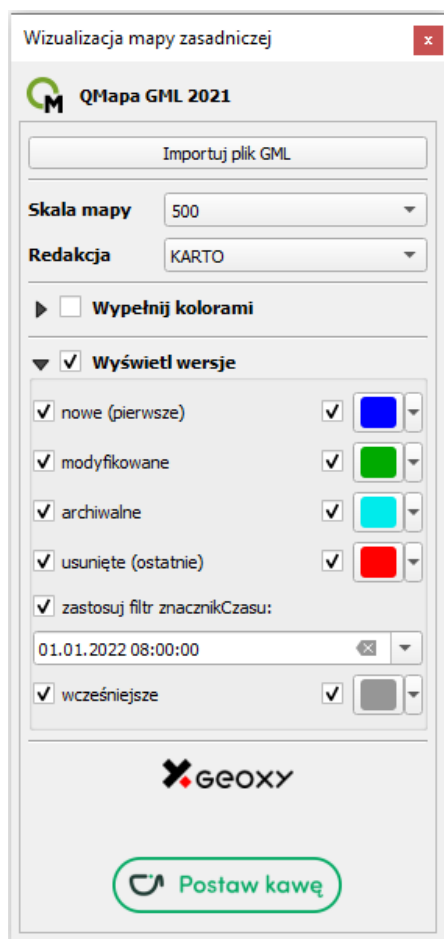 Wizualizacja mapy zasadniczej
x
QMapa GML 2021
Importuj plik GML
Skala mapy 500
Redakcja KARTO
Wypełnij kolorami
Wyświetl wersje
nowe (pierwsze)
modyfikowane
archiwalne
usunięte (ostatnie)
zastosuj filtr znacznikCzasu:
01.01.2022 08:00:00
wcześniejsze
GEOXY
Postaw kawę